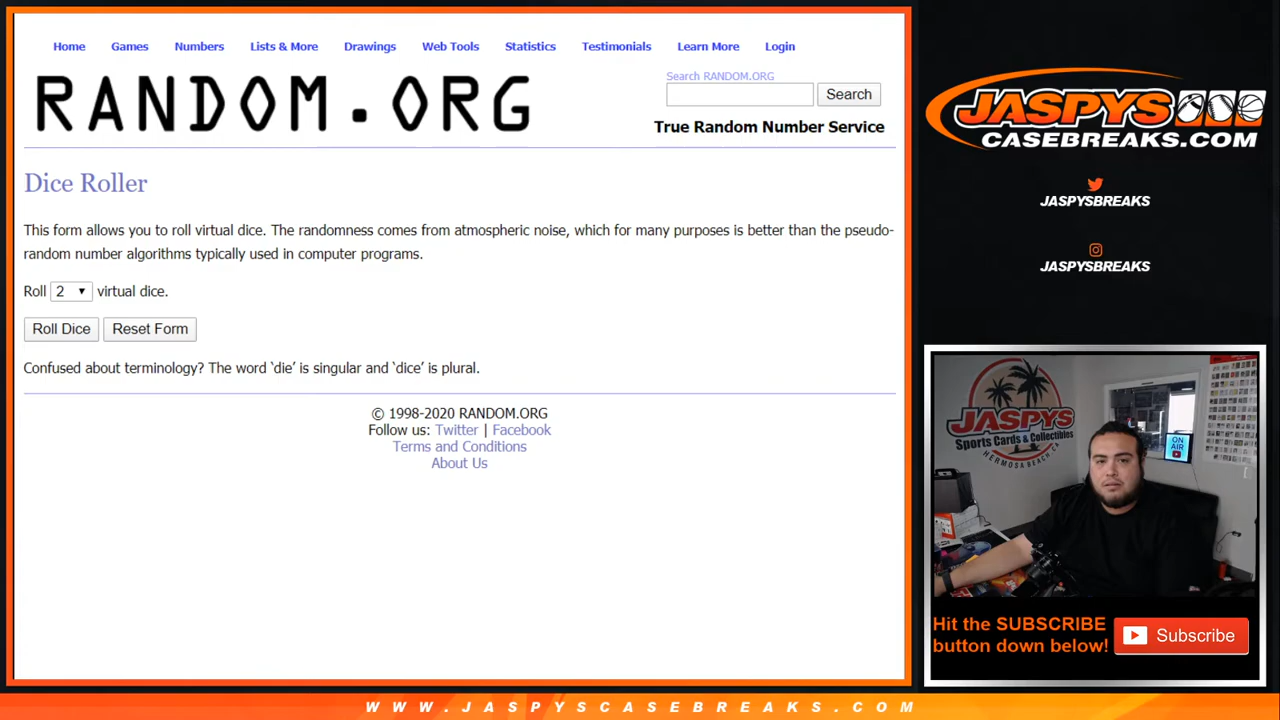 Home Games Numbers Lists & More Drawings Web Tools Statistics Testimonials Learn More Login
RANDOM.ORG
Search RANDOM.ORG
Search
True Random Number Service
Dice Roller
This form allows you to roll virtual dice. The randomness comes from atmospheric noise, which for many purposes is better than the pseudo-
random number algorithms typically used in computer programs.
Roll 2 virtual dice.
Roll Dice Reset Form
Confused about terminology? The word ‘die’ is singular and ‘dice’ is plural.
© 1998-2020 RANDOM.ORG
Follow us: Twitter | Facebook
Terms and Conditions
About Us
JASPYS
CASEBREAKS.COM
JASPYSBREAKS
JASPYSBREAKS
JASPYS
Sports Cards & Collectibles
HERMOSA BEACH, CA
ON
AIR
Hit the SUBSCRIBE
button down below!
Subscribe
WWW.JASPYSCASEBREAKS.COM